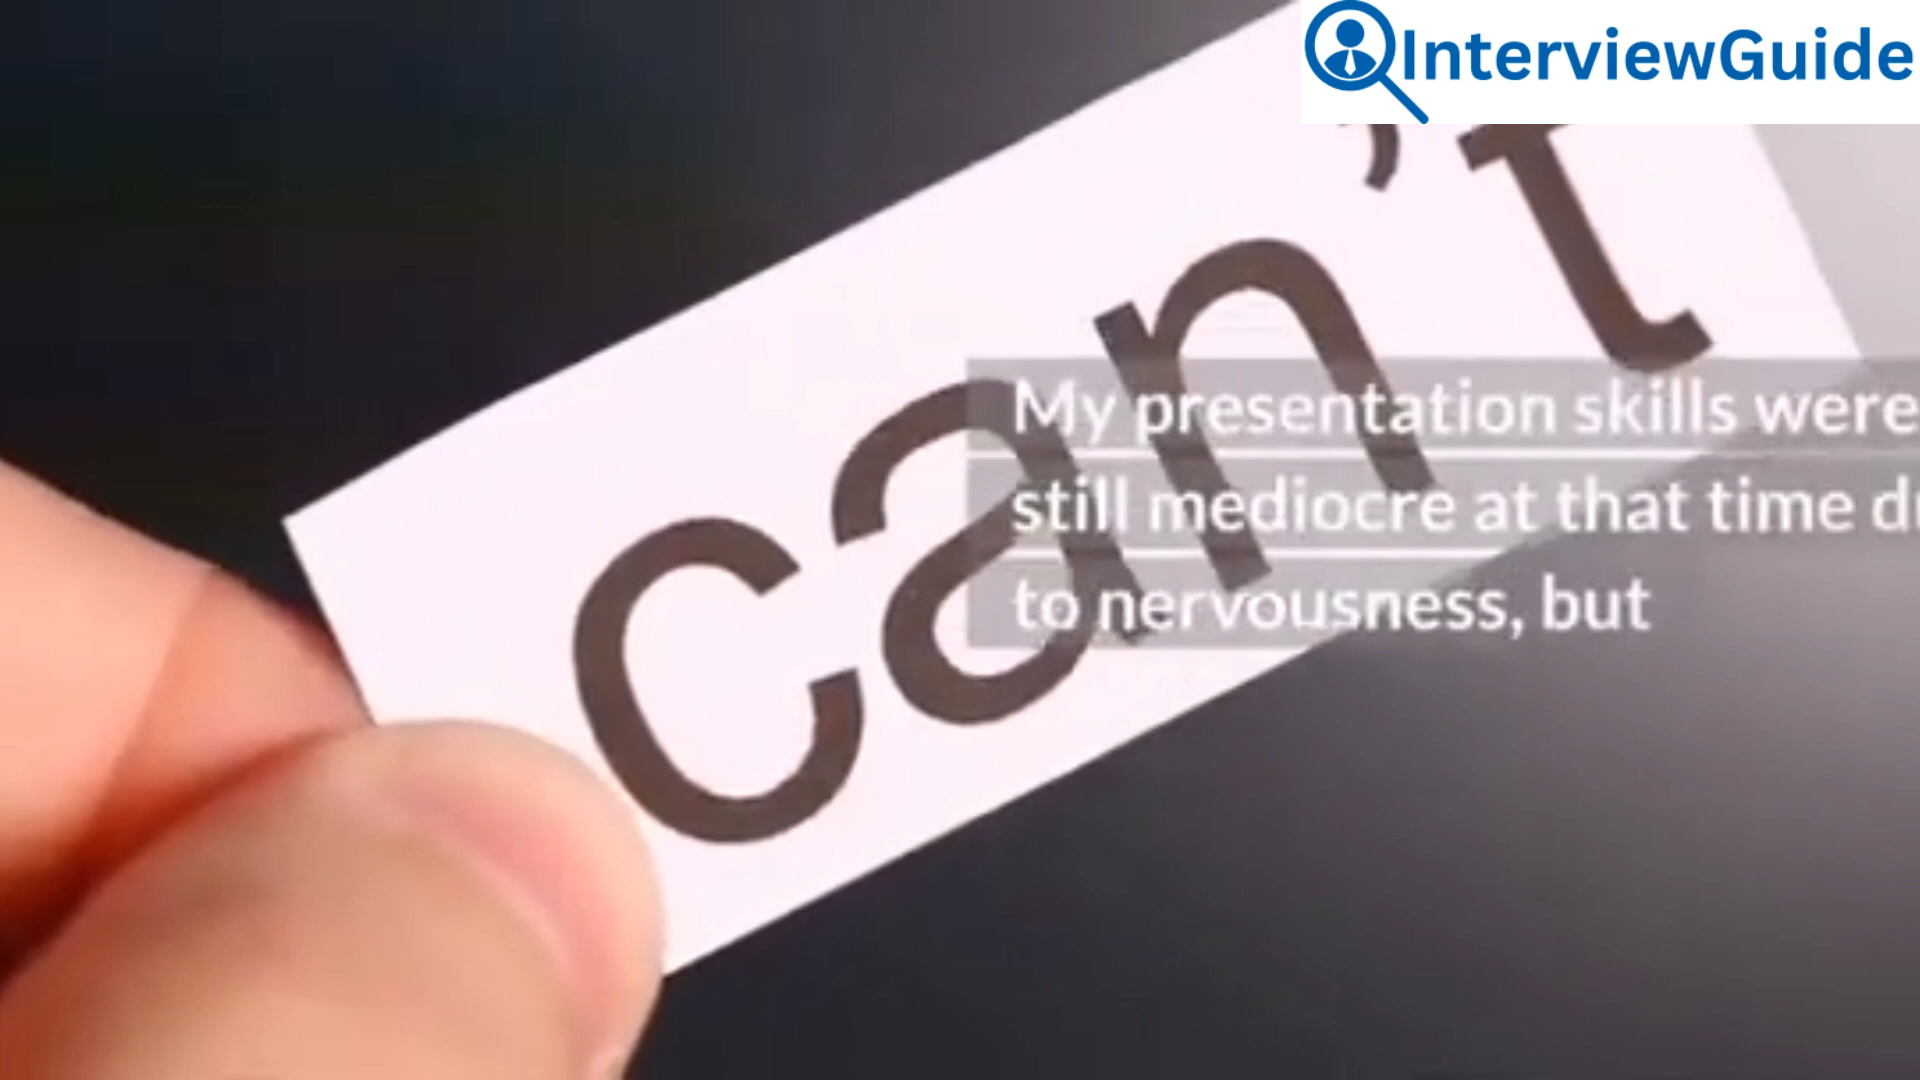 InterviewGuide
can't
My presentation skills were
still mediocre at that time
to nervousness, but